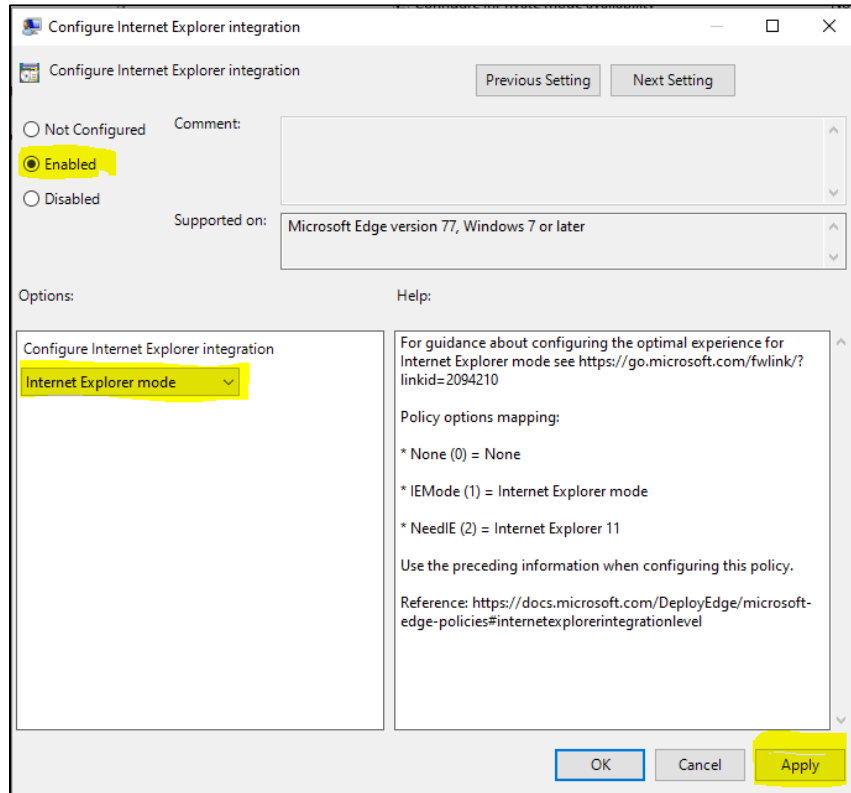 Configure Internet Explorer integration
Configure Internet Explorer integration
Previous Setting
Next Setting
Not Configured
Comment:
Enabled
Disabled
Supported on:
Microsoft Edge version 77, Windows 7 or later
Options:
Help:
Configure Internet Explorer integration
Internet Explorer mode
For guidance about configuring the optimal experience for
Internet Explorer mode see https://go.microsoft.com/fwlink/?
linkid=2094210
Policy options mapping:
* None (0) = None
* IEMode (1) = Internet Explorer mode
* NeedIE (2) = Internet Explorer 11
Use the preceding information when configuring this policy.
Reference: https://docs.microsoft.com/DeployEdge/microsoft-
edge-policies#internetexplorerintegrationlevel
OK
Cancel
Apply